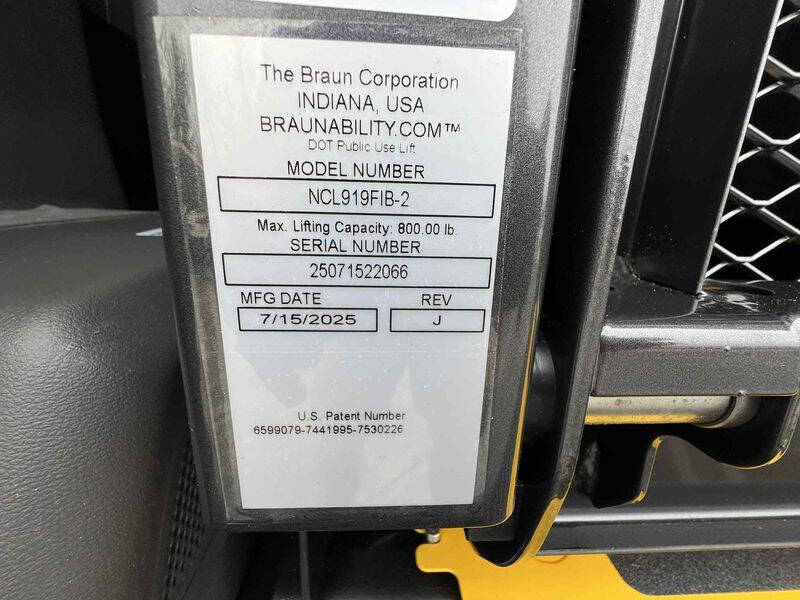 The Braun Corporation
INDIANA, USA
BRAUNABILITY.COM™
DOT Public Use Lift
MODEL NUMBER
NCL919FIB-2
Max. Lifting Capacity: 800.00 lb.
SERIAL NUMBER
25071522066
MFG DATE REV
7/15/2025 J
U.S. Patent Number
6599079-7441995-7530226